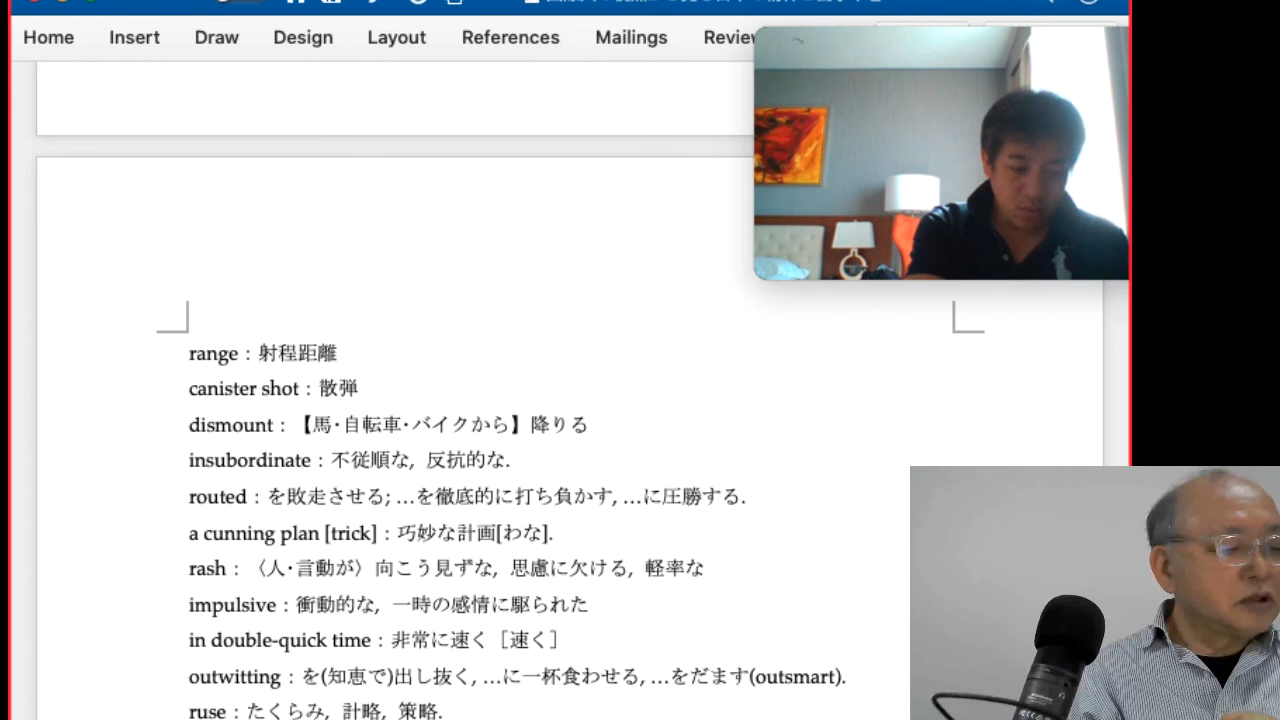 Home Insert Draw Design Layout References Mailings
range：射程距離
canister shot：散弾
dismount：【馬･自転車･バイクから】降りる
insubordinate：不従順な, 反抗的な.
routed：を敗走させる; …を徹底的に打ち負かす, …に圧勝する.
a cunning plan [trick]：巧妙な計画[わな].
rash：〈人･言動が〉向こう見ずな, 思慮に欠ける, 軽率な
impulsive：衝動的な, 一時の感情に駆られた
in double-quick time：非常に速く［速く］
outwitting：を(知恵で)出し抜く, …に一杯食わせる, …をだます(outsmart).
ruse：たくらみ, 計略, 策略.